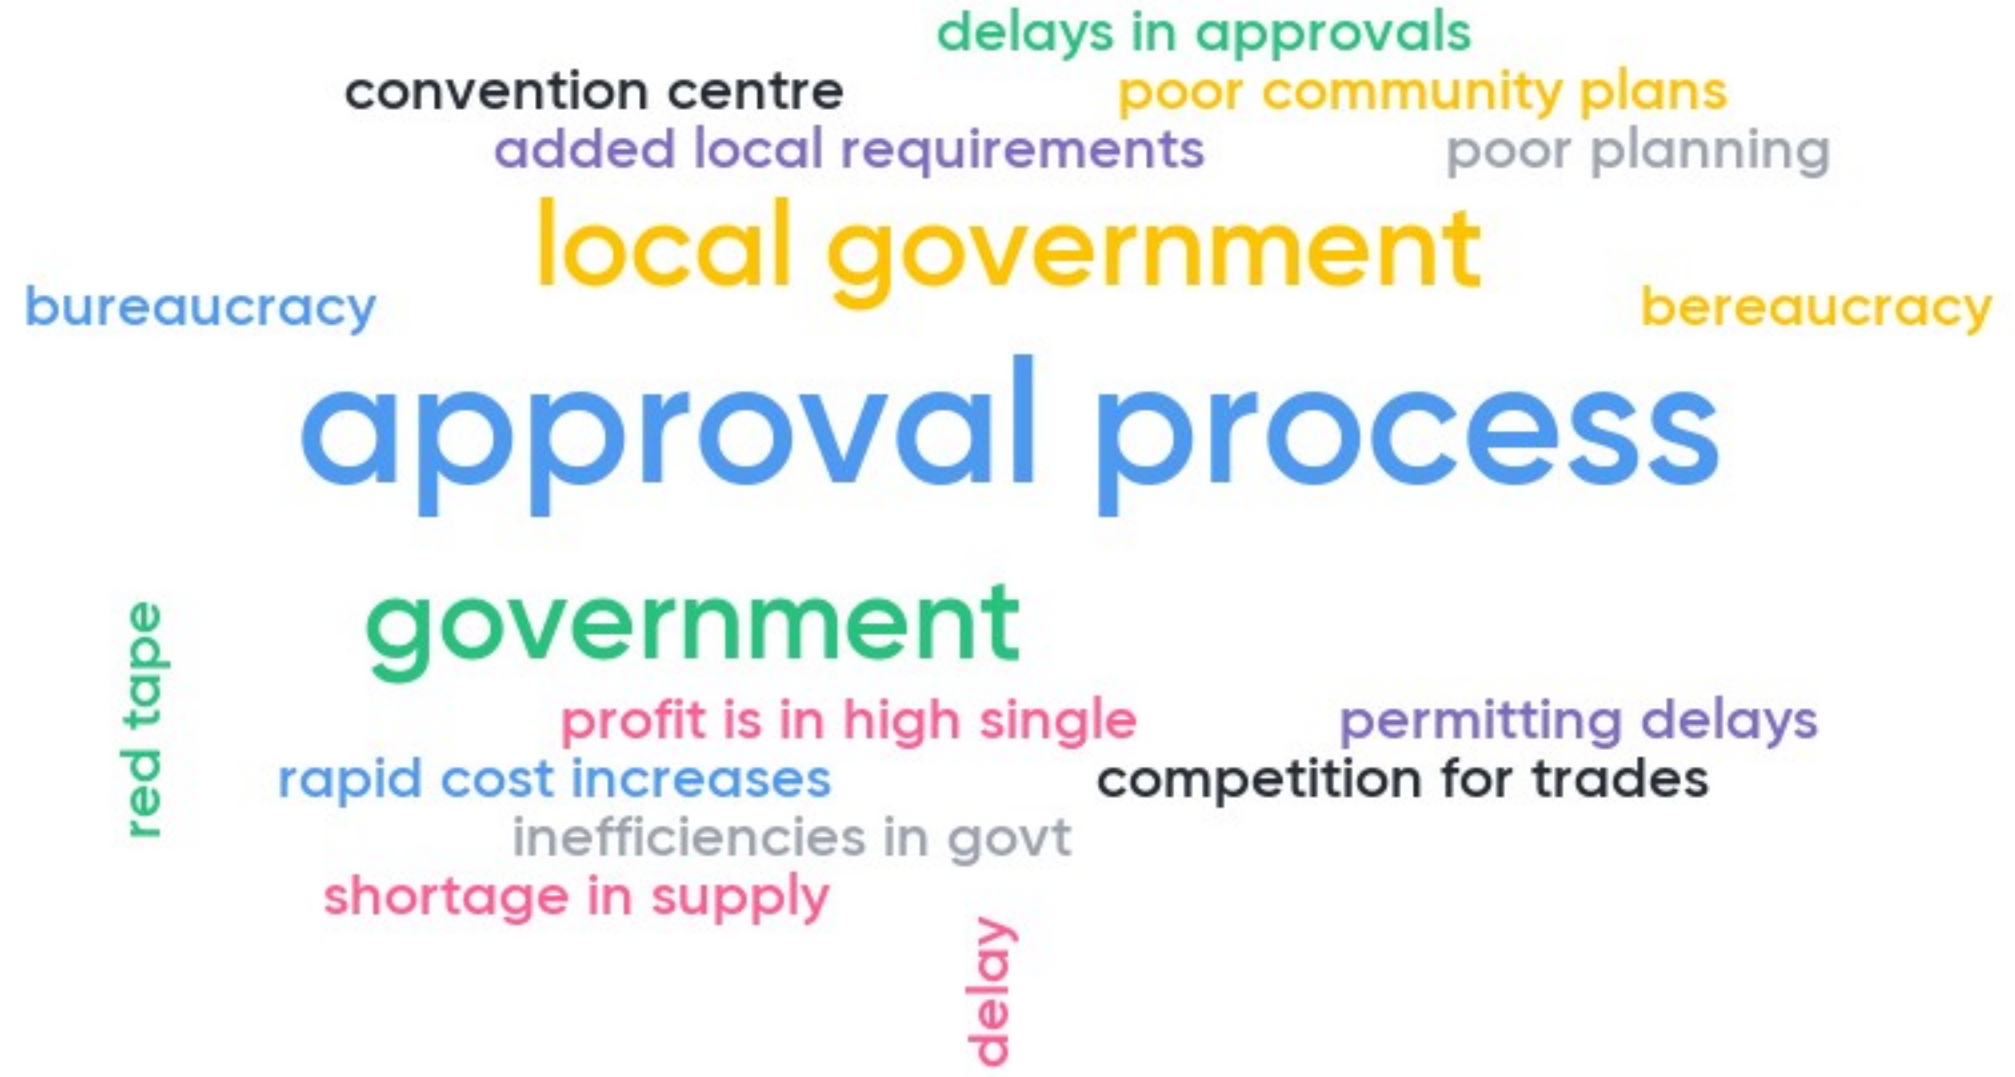 delays in approvals
convention centre
poor community plans
added local requirements
poor planning
local government
bureaucracy
bereaucracy
approval process
government
red tape
profit is in high single
permitting delays
rapid cost increases
competition for trades
inefficiencies in govt
shortage in supply
delay